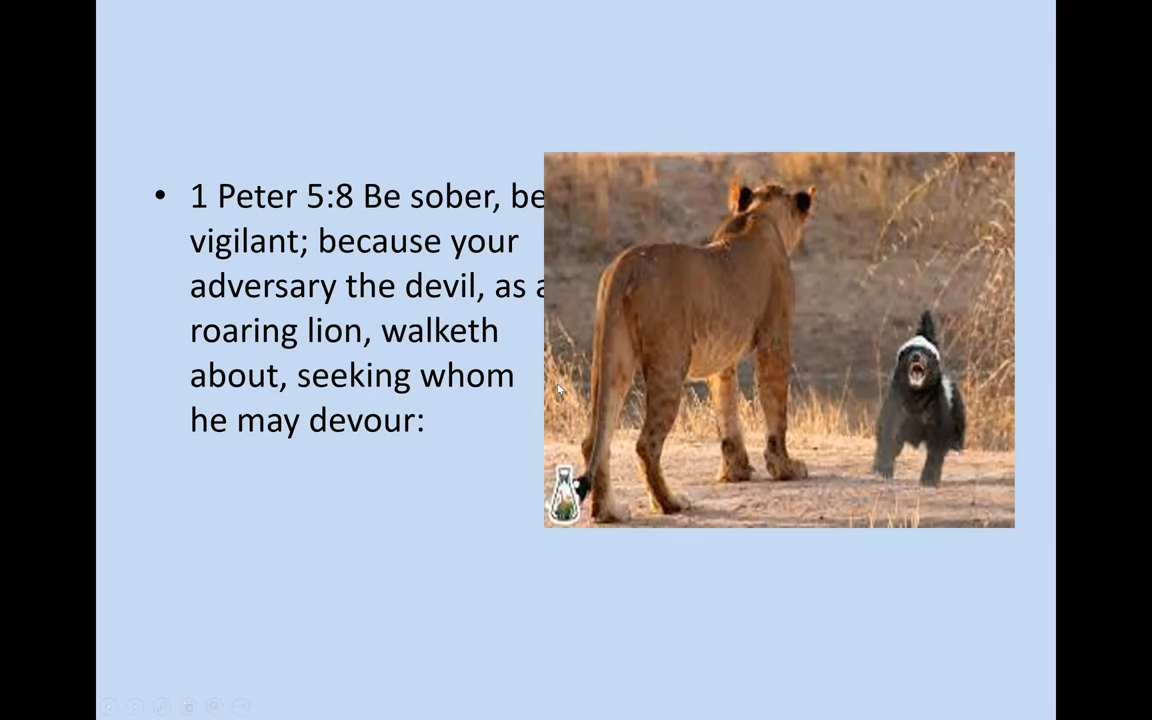 • 1 Peter 5:8 Be sober, be
vigilant; because your
adversary the devil, as a
roaring lion, walketh
about, seeking whom
he may devour: